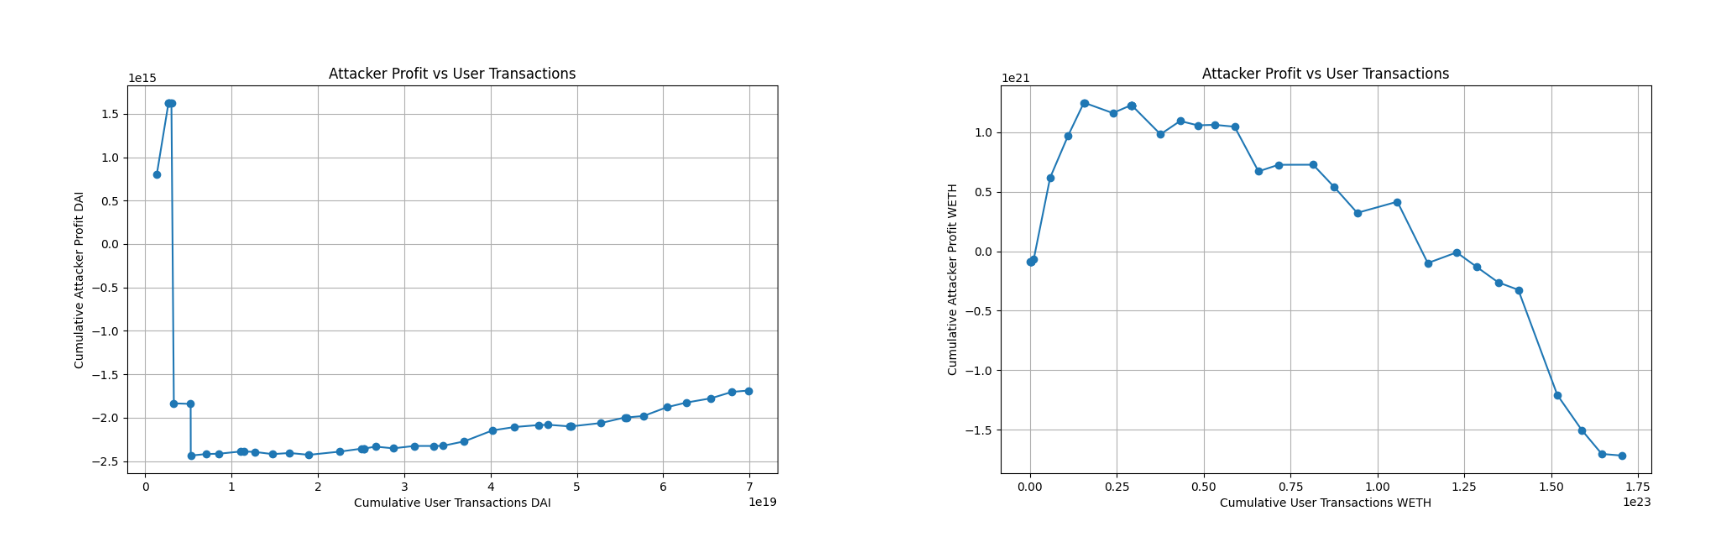 Attacker Profit vs User Transactions
1e15
Cumulative Attacker Profit DAI
1.5
1.0
0.5
0.0
−0.5
−1.0
−1.5
−2.0
−2.5
0 1 2 3 4 5 6 7
1e19
Cumulative User Transactions DAI
Attacker Profit vs User Transactions
1e21
Cumulative Attacker Profit WETH
1.0
0.5
0.0
−0.5
−1.0
−1.5
0.00 0.25 0.50 0.75 1.00 1.25 1.50 1.75
1e23
Cumulative User Transactions WETH